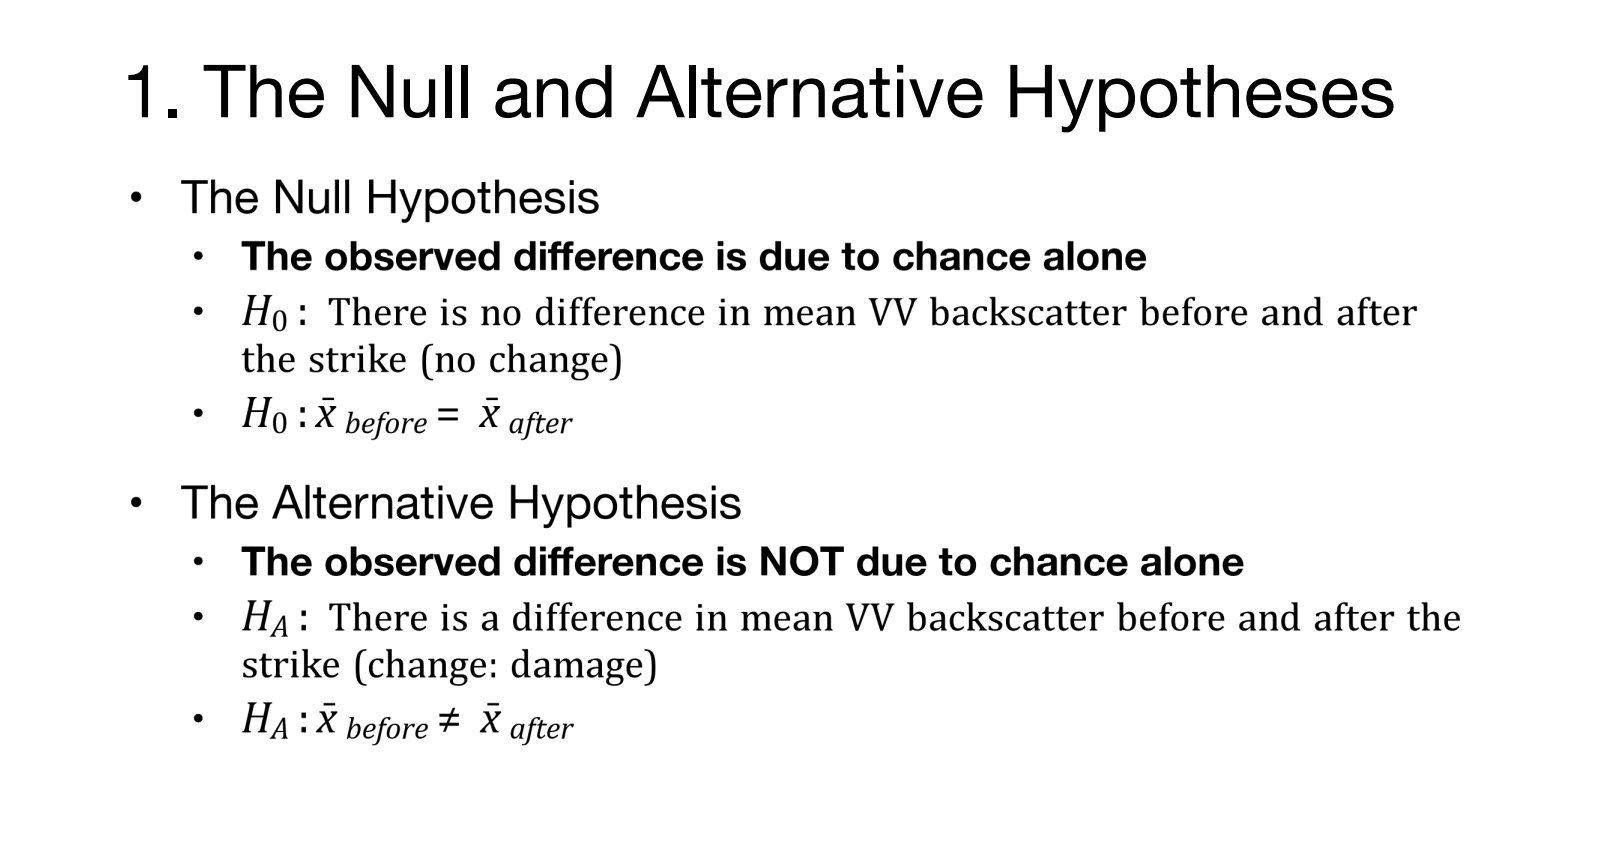 1. The Null and Alternative Hypotheses
• The Null Hypothesis
• The observed difference is due to chance alone
• H₀ : There is no difference in mean VV backscatter before and after
the strike (no change)
• H₀ : x̄ before = x̄ after
• The Alternative Hypothesis
• The observed difference is NOT due to chance alone
• H_A : There is a difference in mean VV backscatter before and after the
strike (change: damage)
• H_A : x̄ before ≠ x̄ after